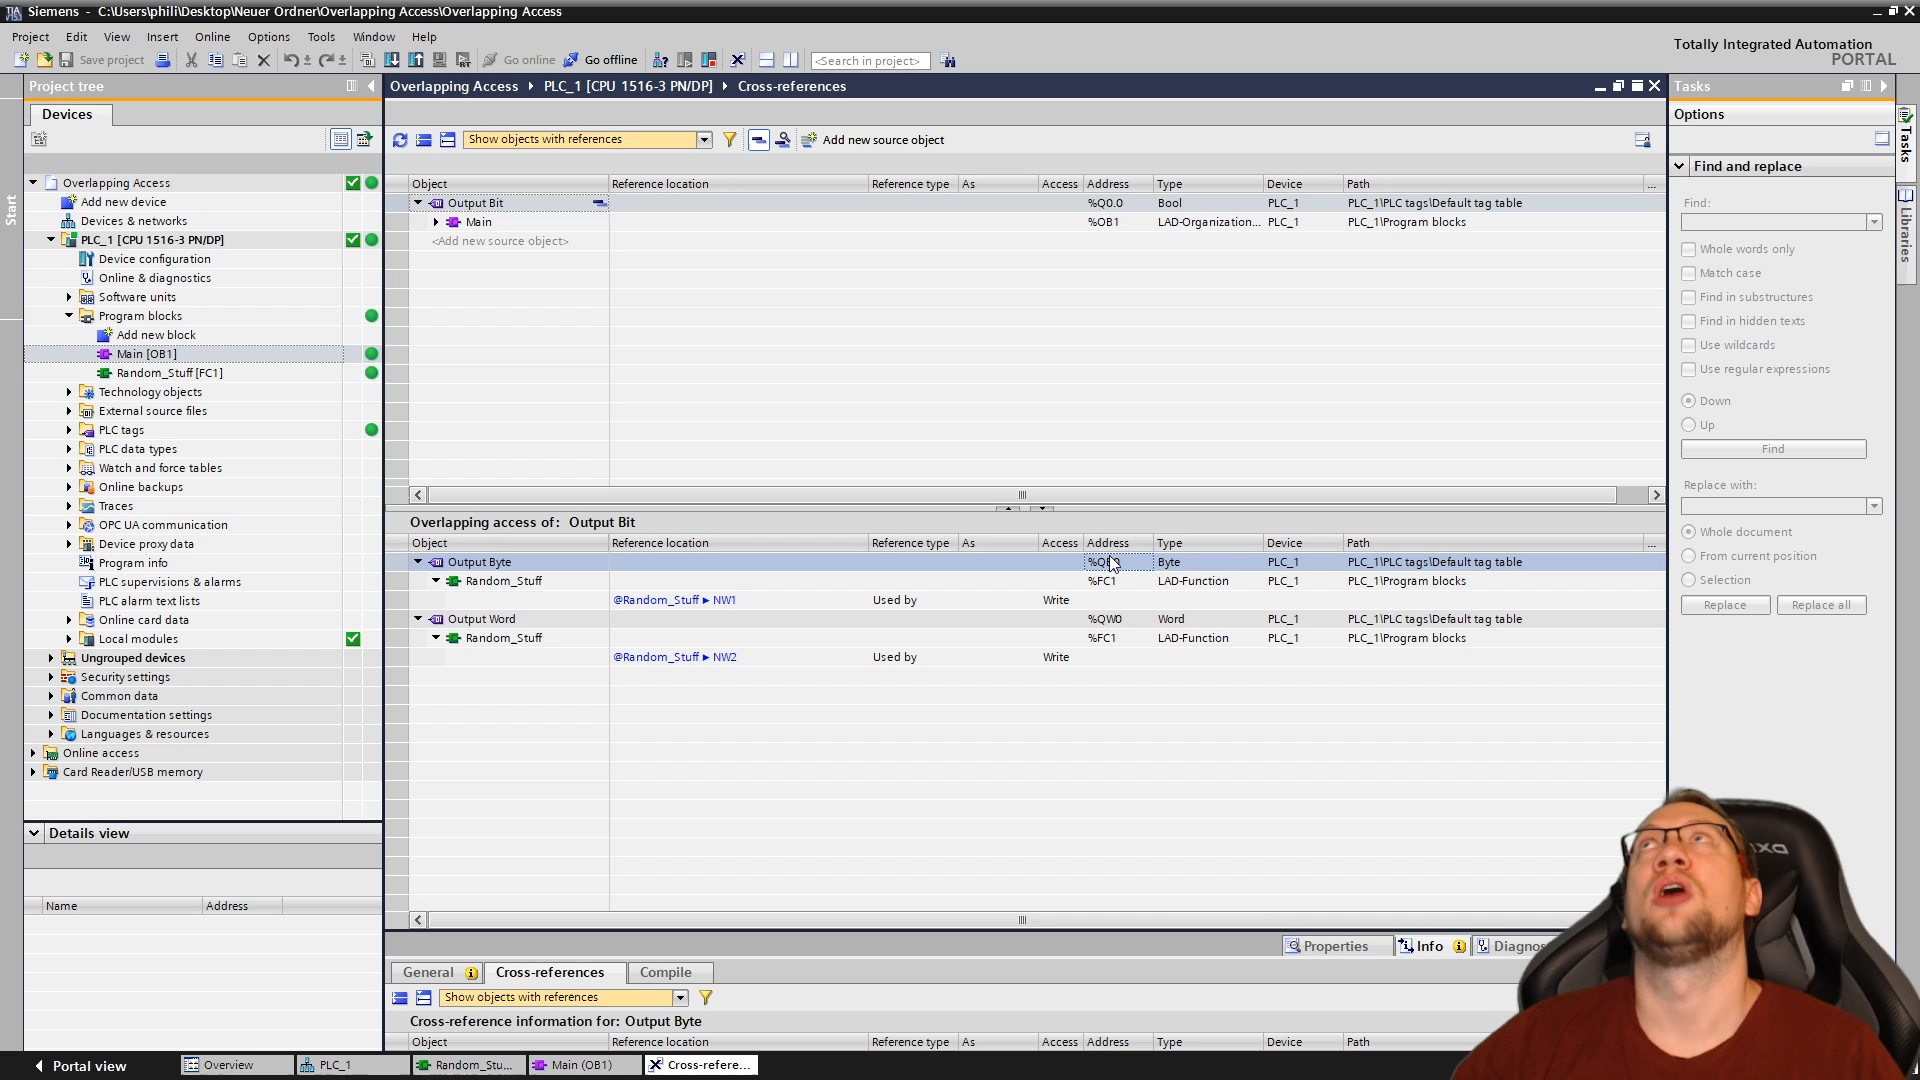 Siemens - C:\Users\phili\Desktop\Neuer Ordner\Overlapping Access\Overlapping Access
Project Edit View Insert Online Options Tools Window Help
Totally Integrated Automation
PORTAL
Save project
Go online
Go offline
<Search in project>
Project tree
Overlapping Access
PLC_1 [CPU 1516-3 PN/DP]
Cross-references
Tasks
Devices
Options
Show objects with references
Add new source object
Find and replace
Start
Tasks
Libraries
Overlapping Access
Add new device
Devices & networks
PLC_1 [CPU 1516-3 PN/DP]
Device configuration
Online & diagnostics
Software units
Program blocks
Add new block
Main [OB1]
Random_Stuff [FC1]
Technology objects
External source files
PLC tags
PLC data types
Watch and force tables
Online backups
Traces
OPC UA communication
Device proxy data
Program info
PLC supervisions & alarms
PLC alarm text lists
Online card data
Local modules
Ungrouped devices
Security settings
Common data
Documentation settings
Languages & resources
Online access
Card Reader/USB memory
Details view
Name Address
Object Reference location Reference type As Access Address Type Device Path ...
Output Bit %Q0.0 Bool PLC_1 PLC_1\PLC tags\Default tag table
Main %OB1 LAD-Organization... PLC_1 PLC_1\Program blocks
<Add new source object>
Overlapping access of: Output Bit
Object Reference location Reference type As Access Address Type Device Path ...
Output Byte Byte PLC_1 PLC_1\PLC tags\Default tag table
Random_Stuff %FC1 LAD-Function PLC_1 PLC_1\Program blocks
@Random_Stuff ▶ NW1 Used by Write
Output Word %QW0 Word PLC_1 PLC_1\PLC tags\Default tag table
Random_Stuff %FC1 LAD-Function PLC_1 PLC_1\Program blocks
@Random_Stuff ▶ NW2 Used by Write
Properties
Info
General
Cross-references
Compile
Show objects with references
Cross-reference information for: Output Byte
Object Reference location Reference type As Access Address Type Device Path
Find:
Whole words only
Match case
Find in substructures
Find in hidden texts
Use wildcards
Use regular expressions
Down
Up
Find
Replace with:
Whole document
From current position
Selection
Replace
Replace all
Portal view
Overview
PLC_1
Random_Stu...
Main (OB1)
Cross-refere...